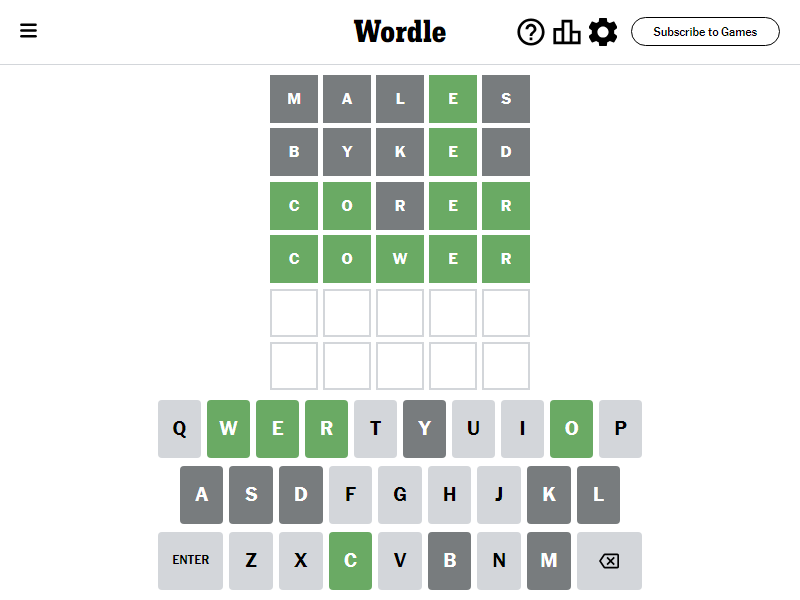 Wordle
Subscribe to Games
M A L E S
B Y K E D
C O R E R
C O W E R
Q W E R T Y U I O P
A S D F G H J K L
ENTER Z X C V B N M